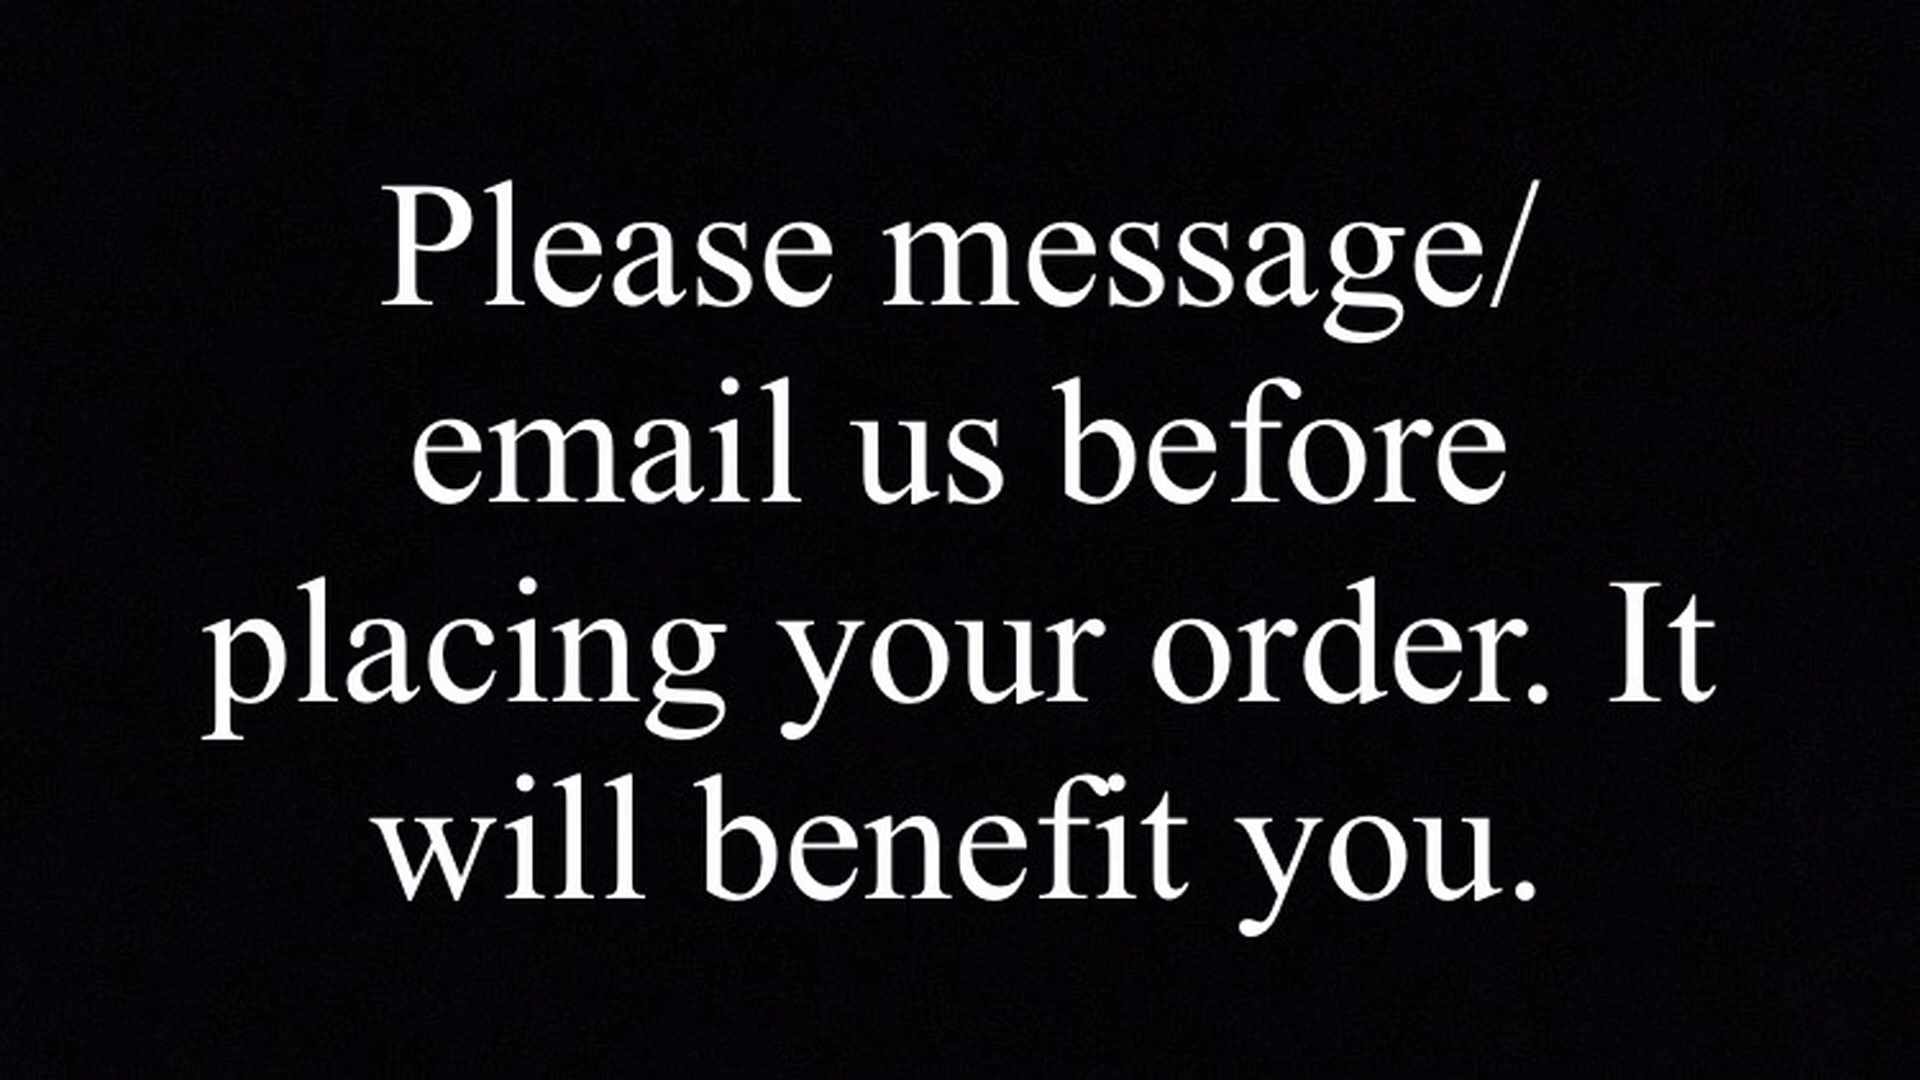 Please message/
email us before
placing your order. It
will benefit you.